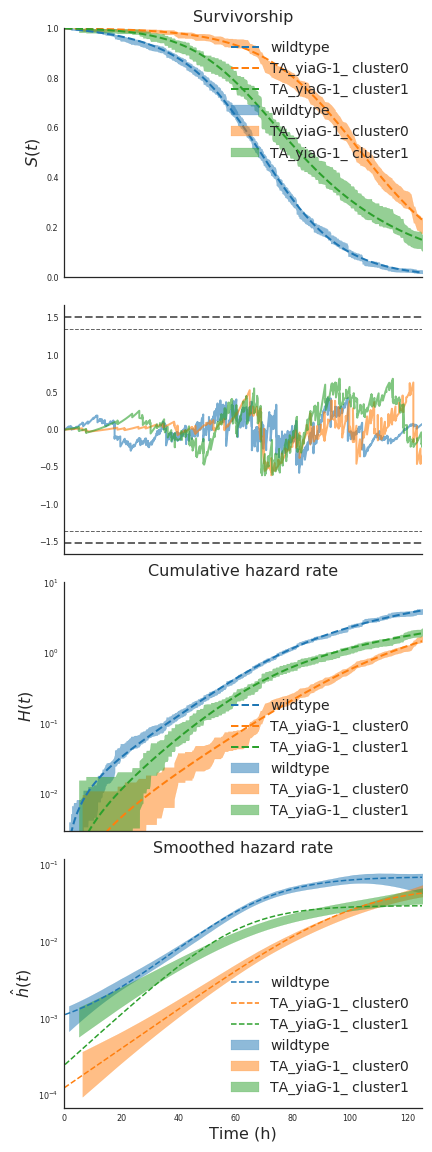 Survivorship
1.0
0.8
0.6
0.4
0.2
0.0
S(t)
wildtype
TA_yiaG-1_ cluster0
TA_yiaG-1_ cluster1
wildtype
TA_yiaG-1_ cluster0
TA_yiaG-1_ cluster1
1.5
1.0
0.5
0.0
−0.5
−1.0
−1.5
Cumulative hazard rate
10¹
10⁰
10⁻¹
10⁻²
H(t)
wildtype
TA_yiaG-1_ cluster0
TA_yiaG-1_ cluster1
wildtype
TA_yiaG-1_ cluster0
TA_yiaG-1_ cluster1
Smoothed hazard rate
10⁻¹
10⁻²
10⁻³
10⁻⁴
ĥ(t)
wildtype
TA_yiaG-1_ cluster0
TA_yiaG-1_ cluster1
wildtype
TA_yiaG-1_ cluster0
TA_yiaG-1_ cluster1
0 20 40 60 80 100 120
Time (h)